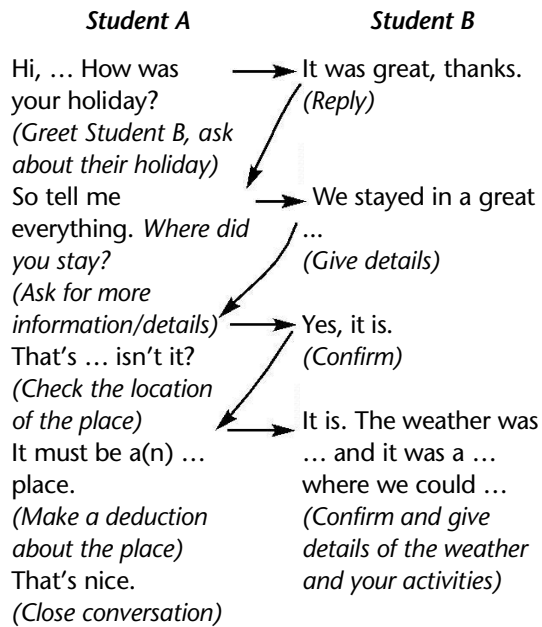 Student A
Student B
Hi, … How was
your holiday?
(Greet Student B, ask
about their holiday)
So tell me
everything. Where did
you stay?
(Ask for more
information/details)
That's … isn't it?
(Check the location
of the place)
It must be a(n) …
place.
(Make a deduction
about the place)
That's nice.
(Close conversation)
It was great, thanks.
(Reply)
We stayed in a great
...
(Give details)
Yes, it is.
(Confirm)
It is. The weather was
… and it was a …
where we could …
(Confirm and give
details of the weather
and your activities)